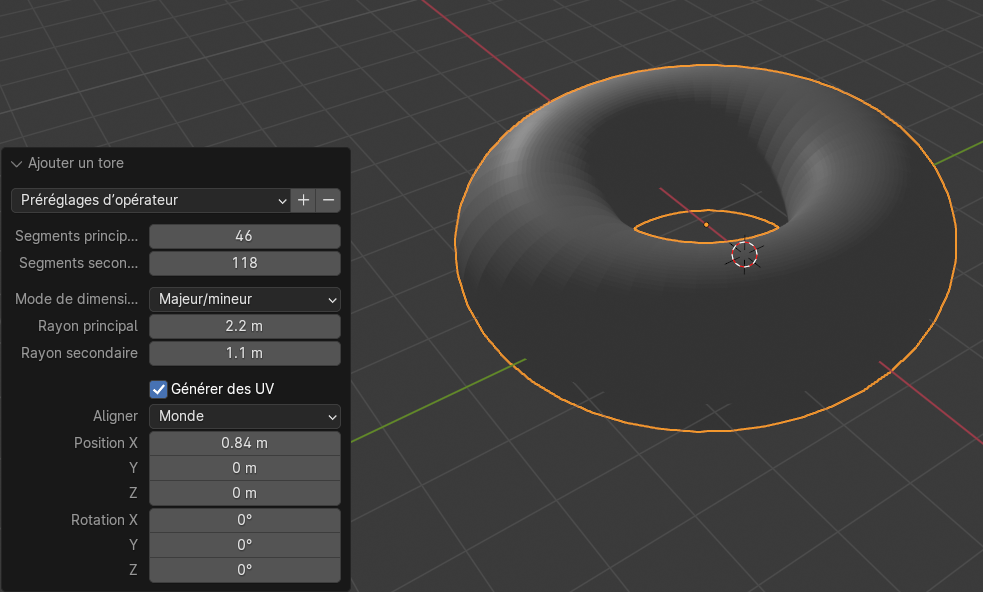 Ajouter un tore
Préréglages d’opérateur
Segments princip... 46
Segments secon... 118
Mode de dimensi... Majeur/mineur
Rayon principal 2.2 m
Rayon secondaire 1.1 m
Générer des UV
Aligner Monde
Position X 0.84 m
Y 0 m
Z 0 m
Rotation X 0°
Y 0°
Z 0°